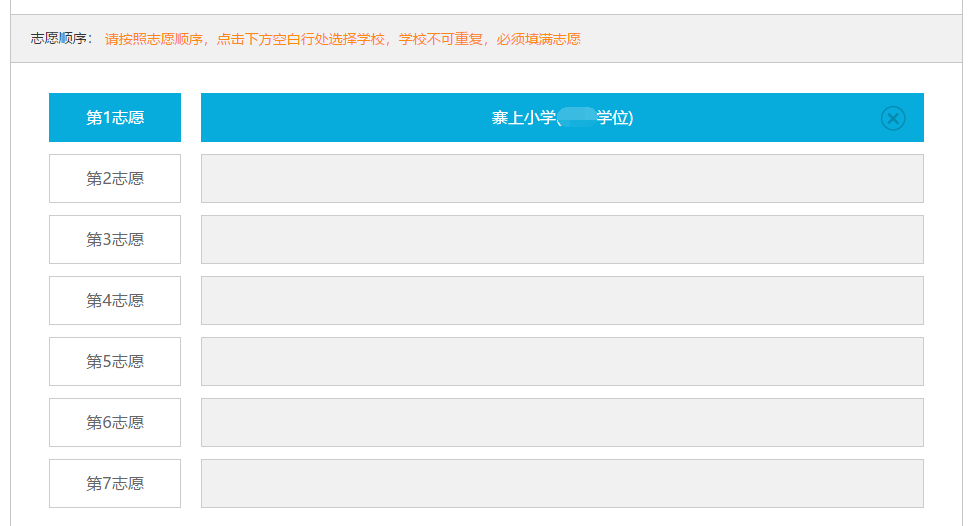 志愿顺序： 请按照志愿顺序，点击下方空白行处选择学校，学校不可重复，必须填满志愿
第1志愿 寨上小学(学位)
第2志愿
第3志愿
第4志愿
第5志愿
第6志愿
第7志愿